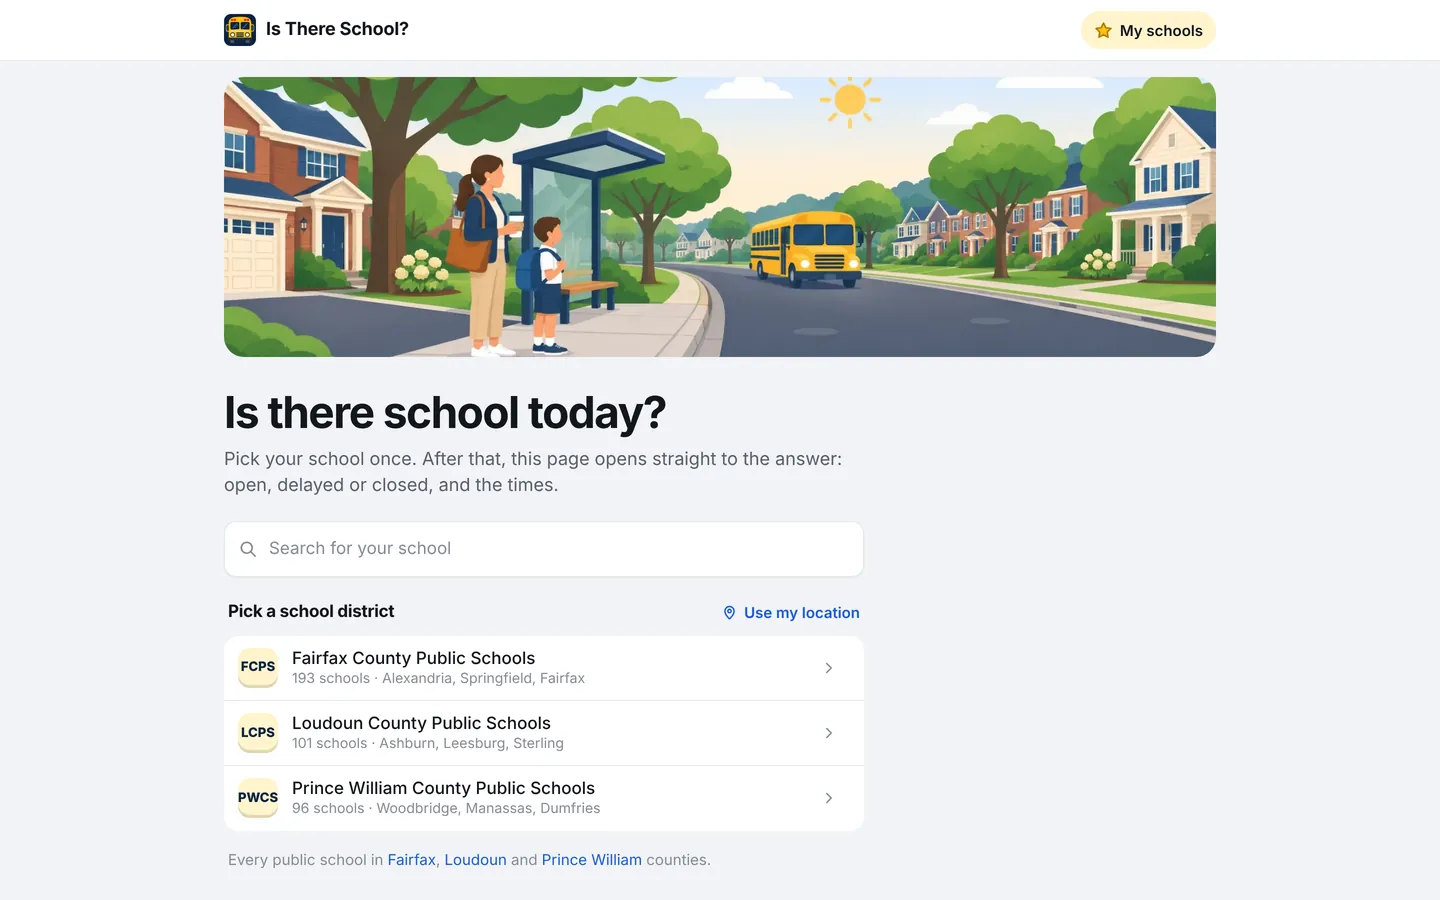 Is There School?
My schools
Is there school today?
Pick your school once. After that, this page opens straight to the answer:
open, delayed or closed, and the times.
Search for your school
Pick a school district
Use my location
FCPS
Fairfax County Public Schools
193 schools · Alexandria, Springfield, Fairfax
LCPS
Loudoun County Public Schools
101 schools · Ashburn, Leesburg, Sterling
PWCS
Prince William County Public Schools
96 schools · Woodbridge, Manassas, Dumfries
Every public school in Fairfax, Loudoun and Prince William counties.